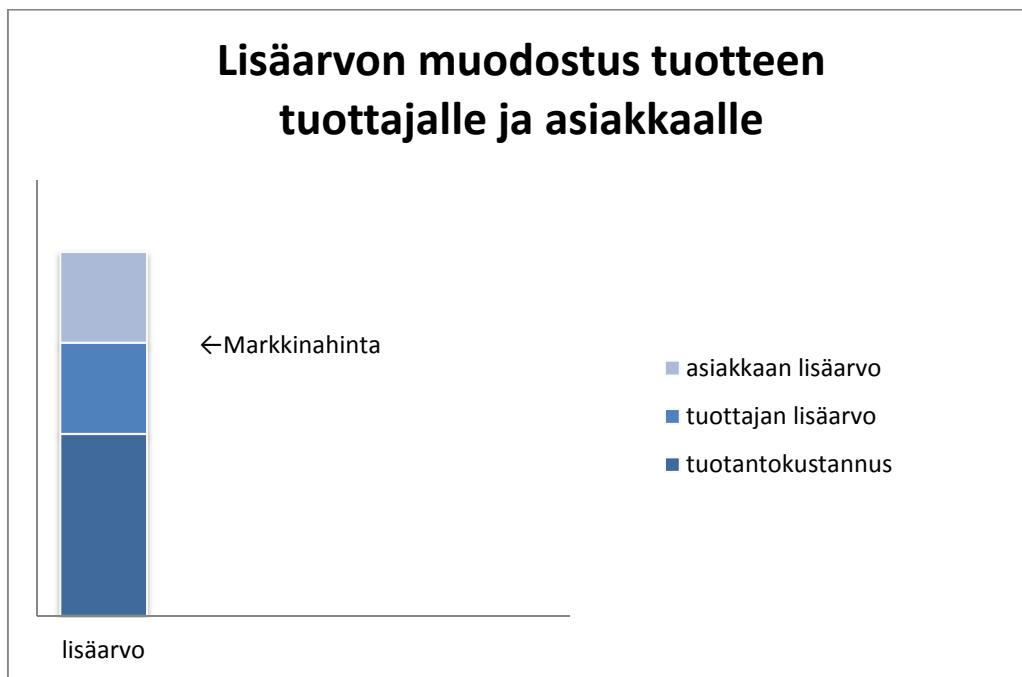 Lisäarvon muodostus tuotteen
tuottajalle ja asiakkaalle
←Markkinahinta
asiakkaan lisäarvo
tuottajan lisäarvo
tuotantokustannus
lisäarvo